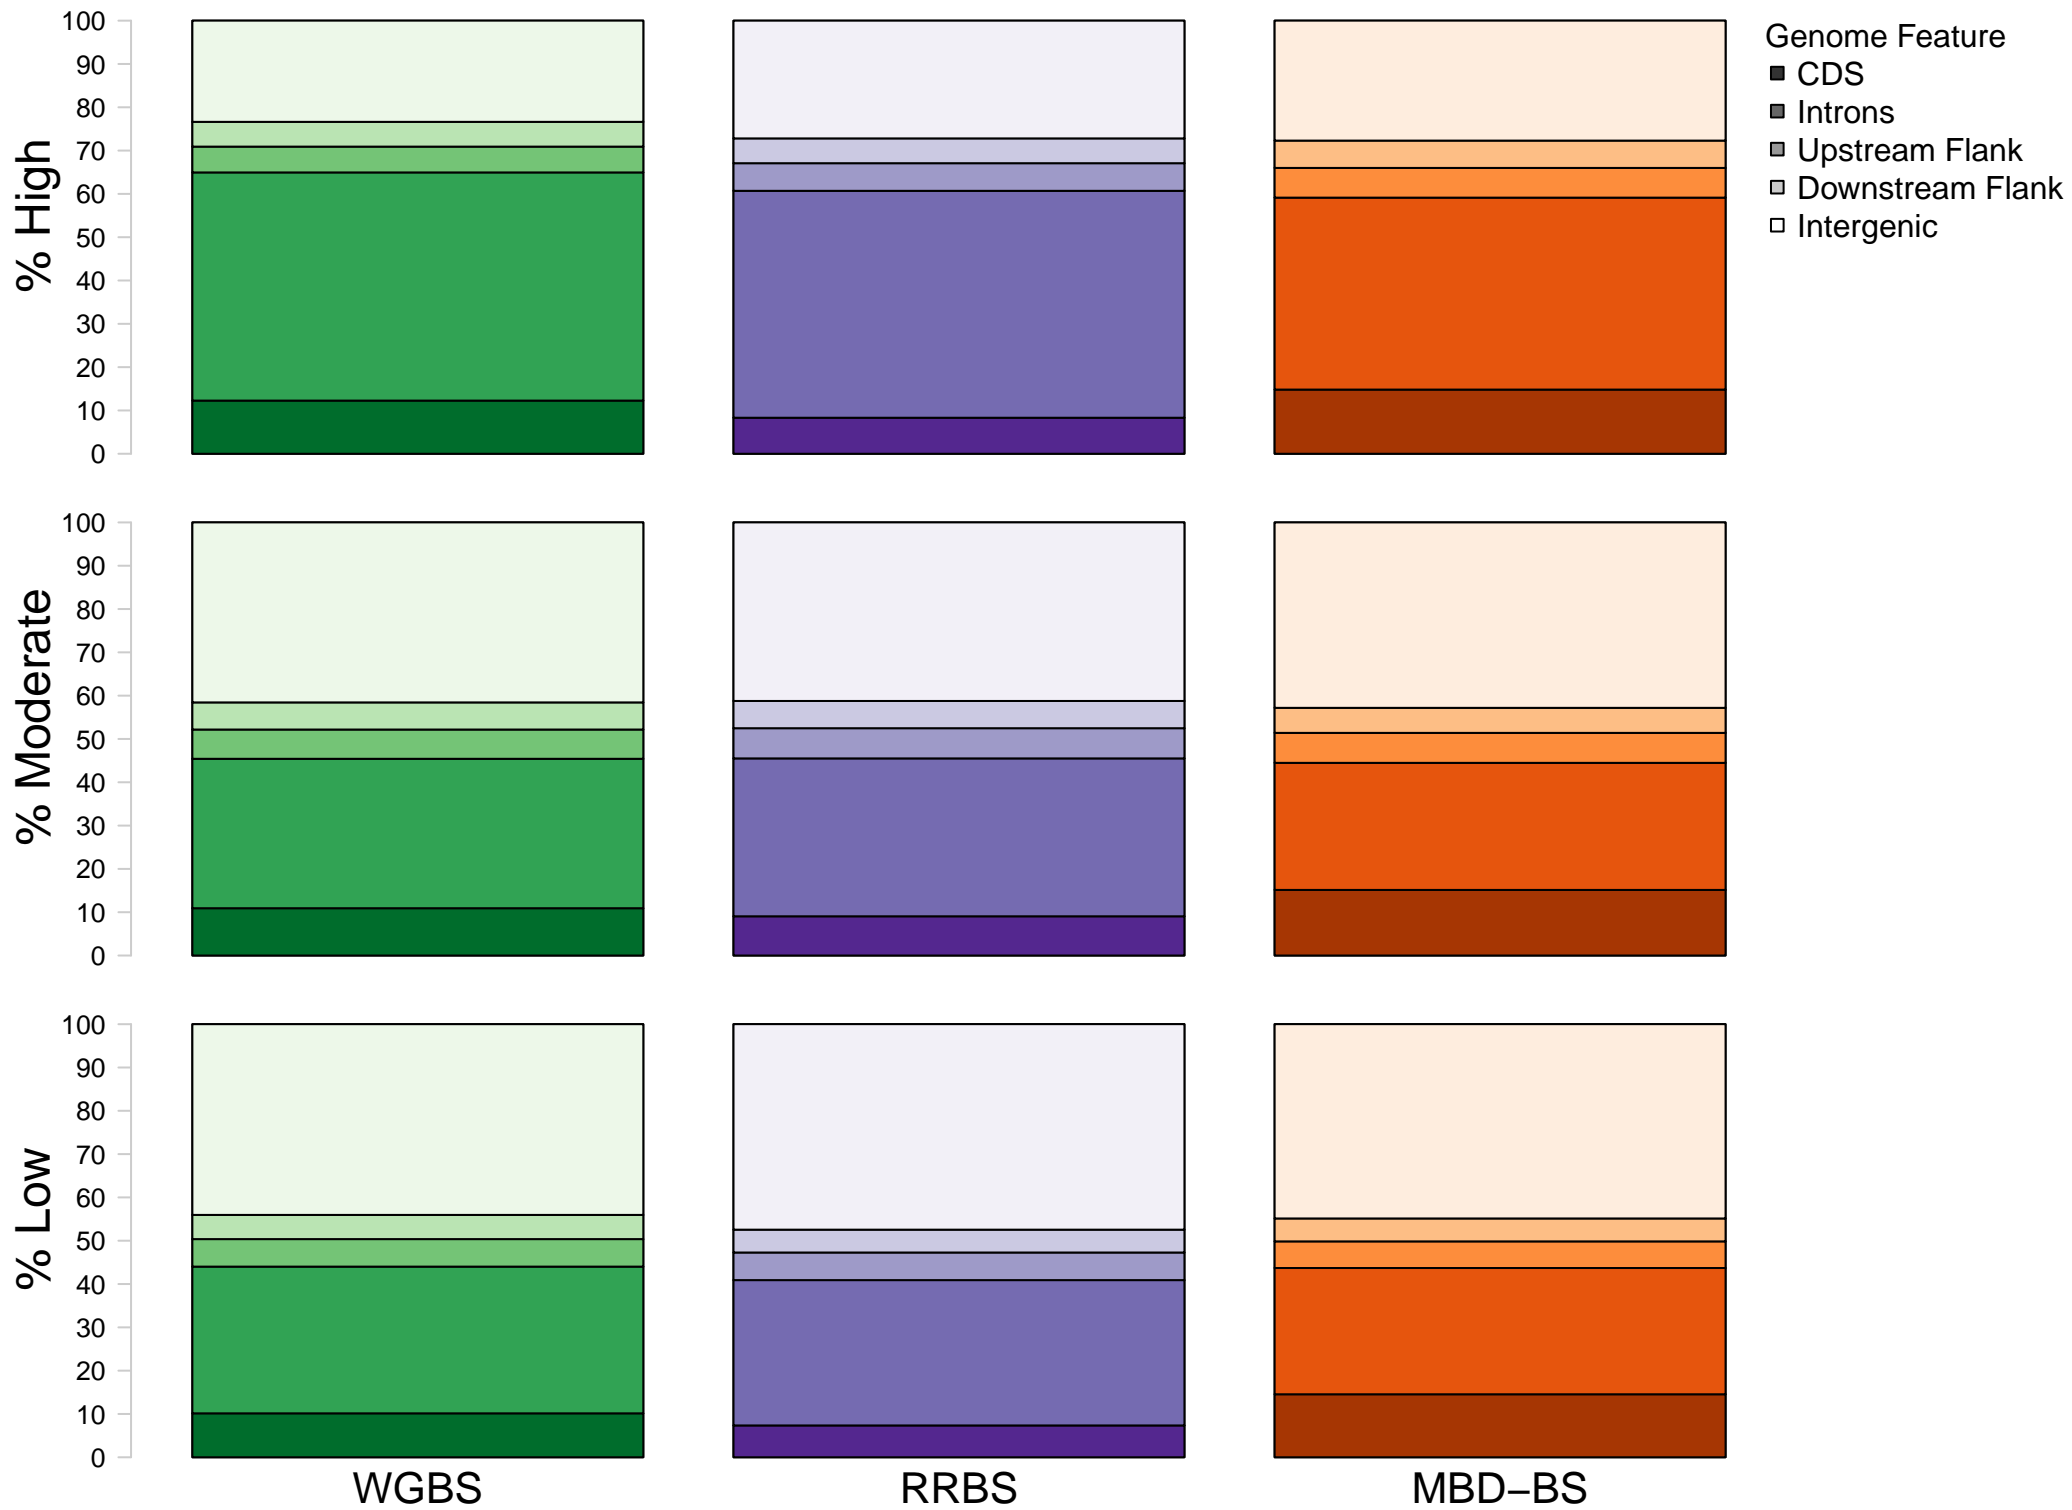 % High
100
90
80
70
60
50
40
30
20
10
0
Genome Feature
CDS
Introns
Upstream Flank
Downstream Flank
Intergenic
% Moderate
100
90
80
70
60
50
40
30
20
10
0
% Low
100
90
80
70
60
50
40
30
20
10
0
WGBS
RRBS
MBD−BS